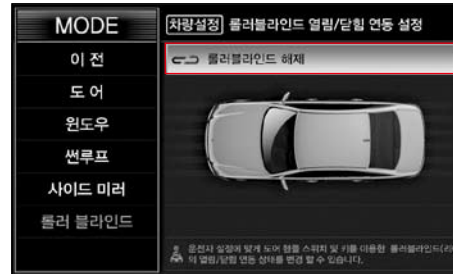 MODE
이 전
도 어
윈도우
썬루프
사이드 미러
롤러 블라인드
차량설정 롤러블라인드 열림/닫힘 연동 설정
롤러블라인드 해제
운전자 설정에 맞게 도어 핸들 스위치 및 키를 이용한 롤러블라인드(리
의 열림/닫힘 연동 상태를 변경 할 수 있습니다.